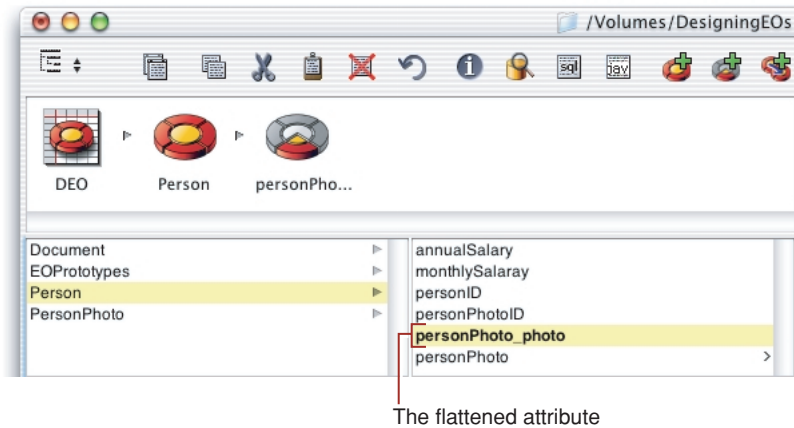 /Volumes/DesigningEOs
sql
jav
DEO
Person
personPho...
Document
EOPrototypes
Person
PersonPhoto
annualSalary
monthlySalaray
personID
personPhotoID
personPhoto_photo
personPhoto
The flattened attribute